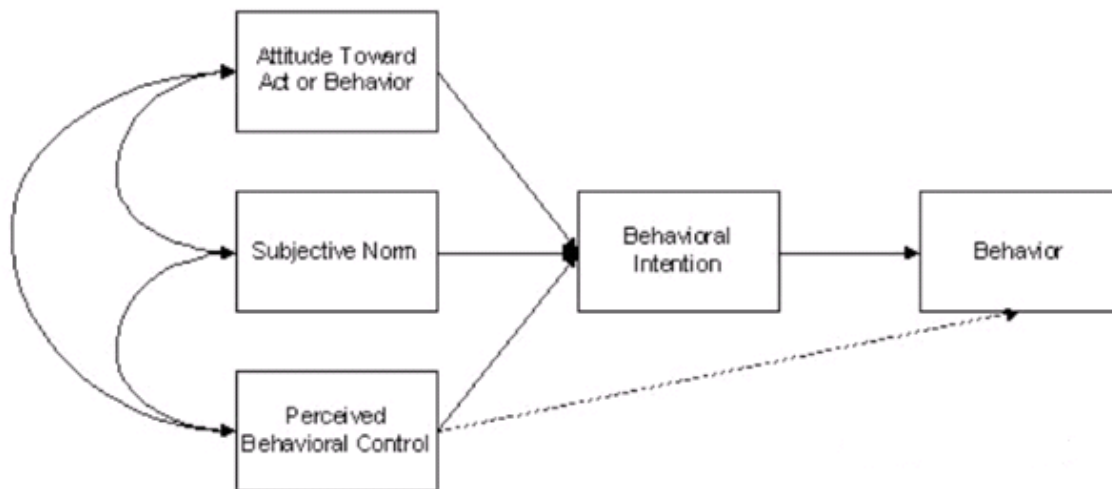 Attitude Toward
Act or Behavior
Subjective Norm
Behavioral
Intention
Behavior
Perceived
Behavioral Control